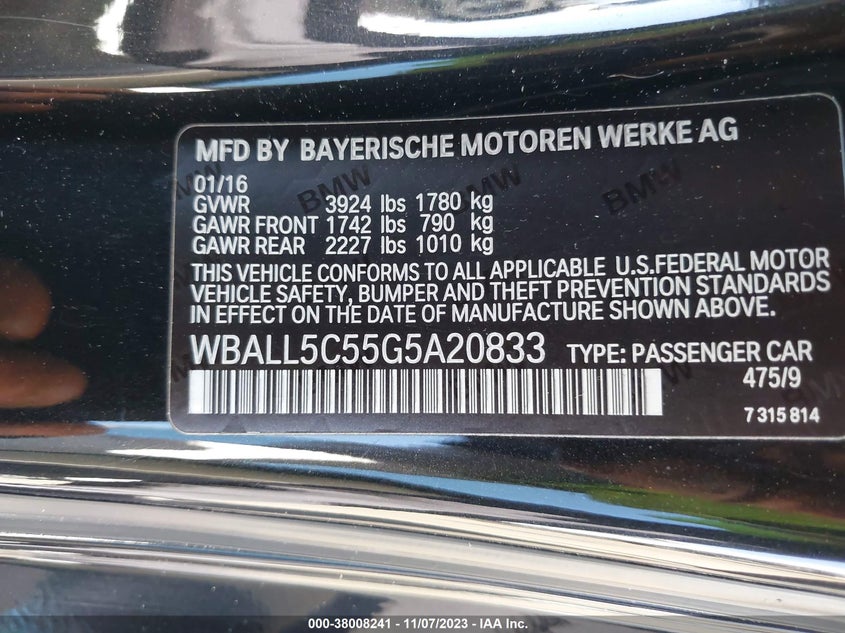 MFD BY BAYERISCHE MOTOREN WERKE AG
01/16
GVWR 3924 lbs 1780 kg
GAWR FRONT 1742 lbs 790 kg
GAWR REAR 2227 lbs 1010 kg
THIS VEHICLE CONFORMS TO ALL APPLICABLE U.S.FEDERAL MOTOR
VEHICLE SAFETY, BUMPER AND THEFT PREVENTION STANDARDS
IN EFFECT ON THE DATE OF MANUFACTURE SHOWN ABOVE.
WBALL5C55G5A20833 TYPE: PASSENGER CAR
475/9
7 315 814
000-38008241 - 11/07/2023 - IAA Inc.